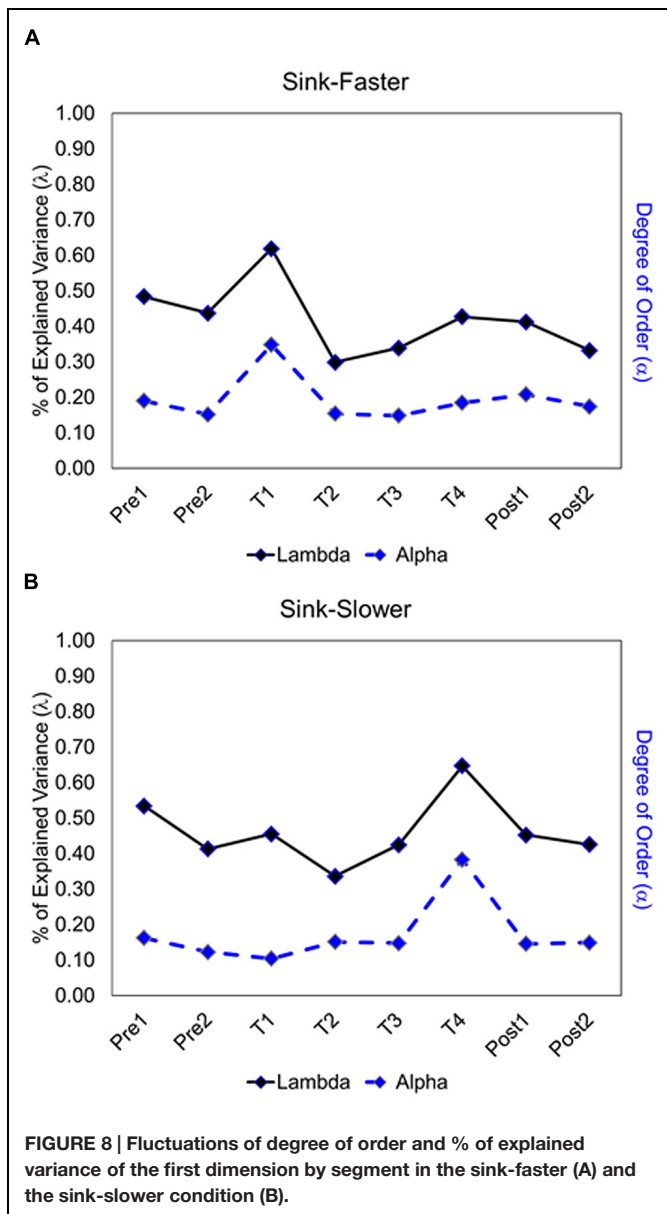 A
Sink-Faster
1.00
0.90
0.80
0.70
0.60
0.50
0.40
0.30
0.20
0.10
0.00
% of Explained Variance (λ)
Degree of Order (α)
Pre1 Pre2 T1 T2 T3 T4 Post1 Post2
Lambda Alpha
B
Sink-Slower
1.00
0.90
0.80
0.70
0.60
0.50
0.40
0.30
0.20
0.10
0.00
% of Explained Variance (λ)
Degree of Order (α)
Pre1 Pre2 T1 T2 T3 T4 Post1 Post2
Lambda Alpha
FIGURE 8 | Fluctuations of degree of order and % of explained
variance of the first dimension by segment in the sink-faster (A) and
the sink-slower condition (B).